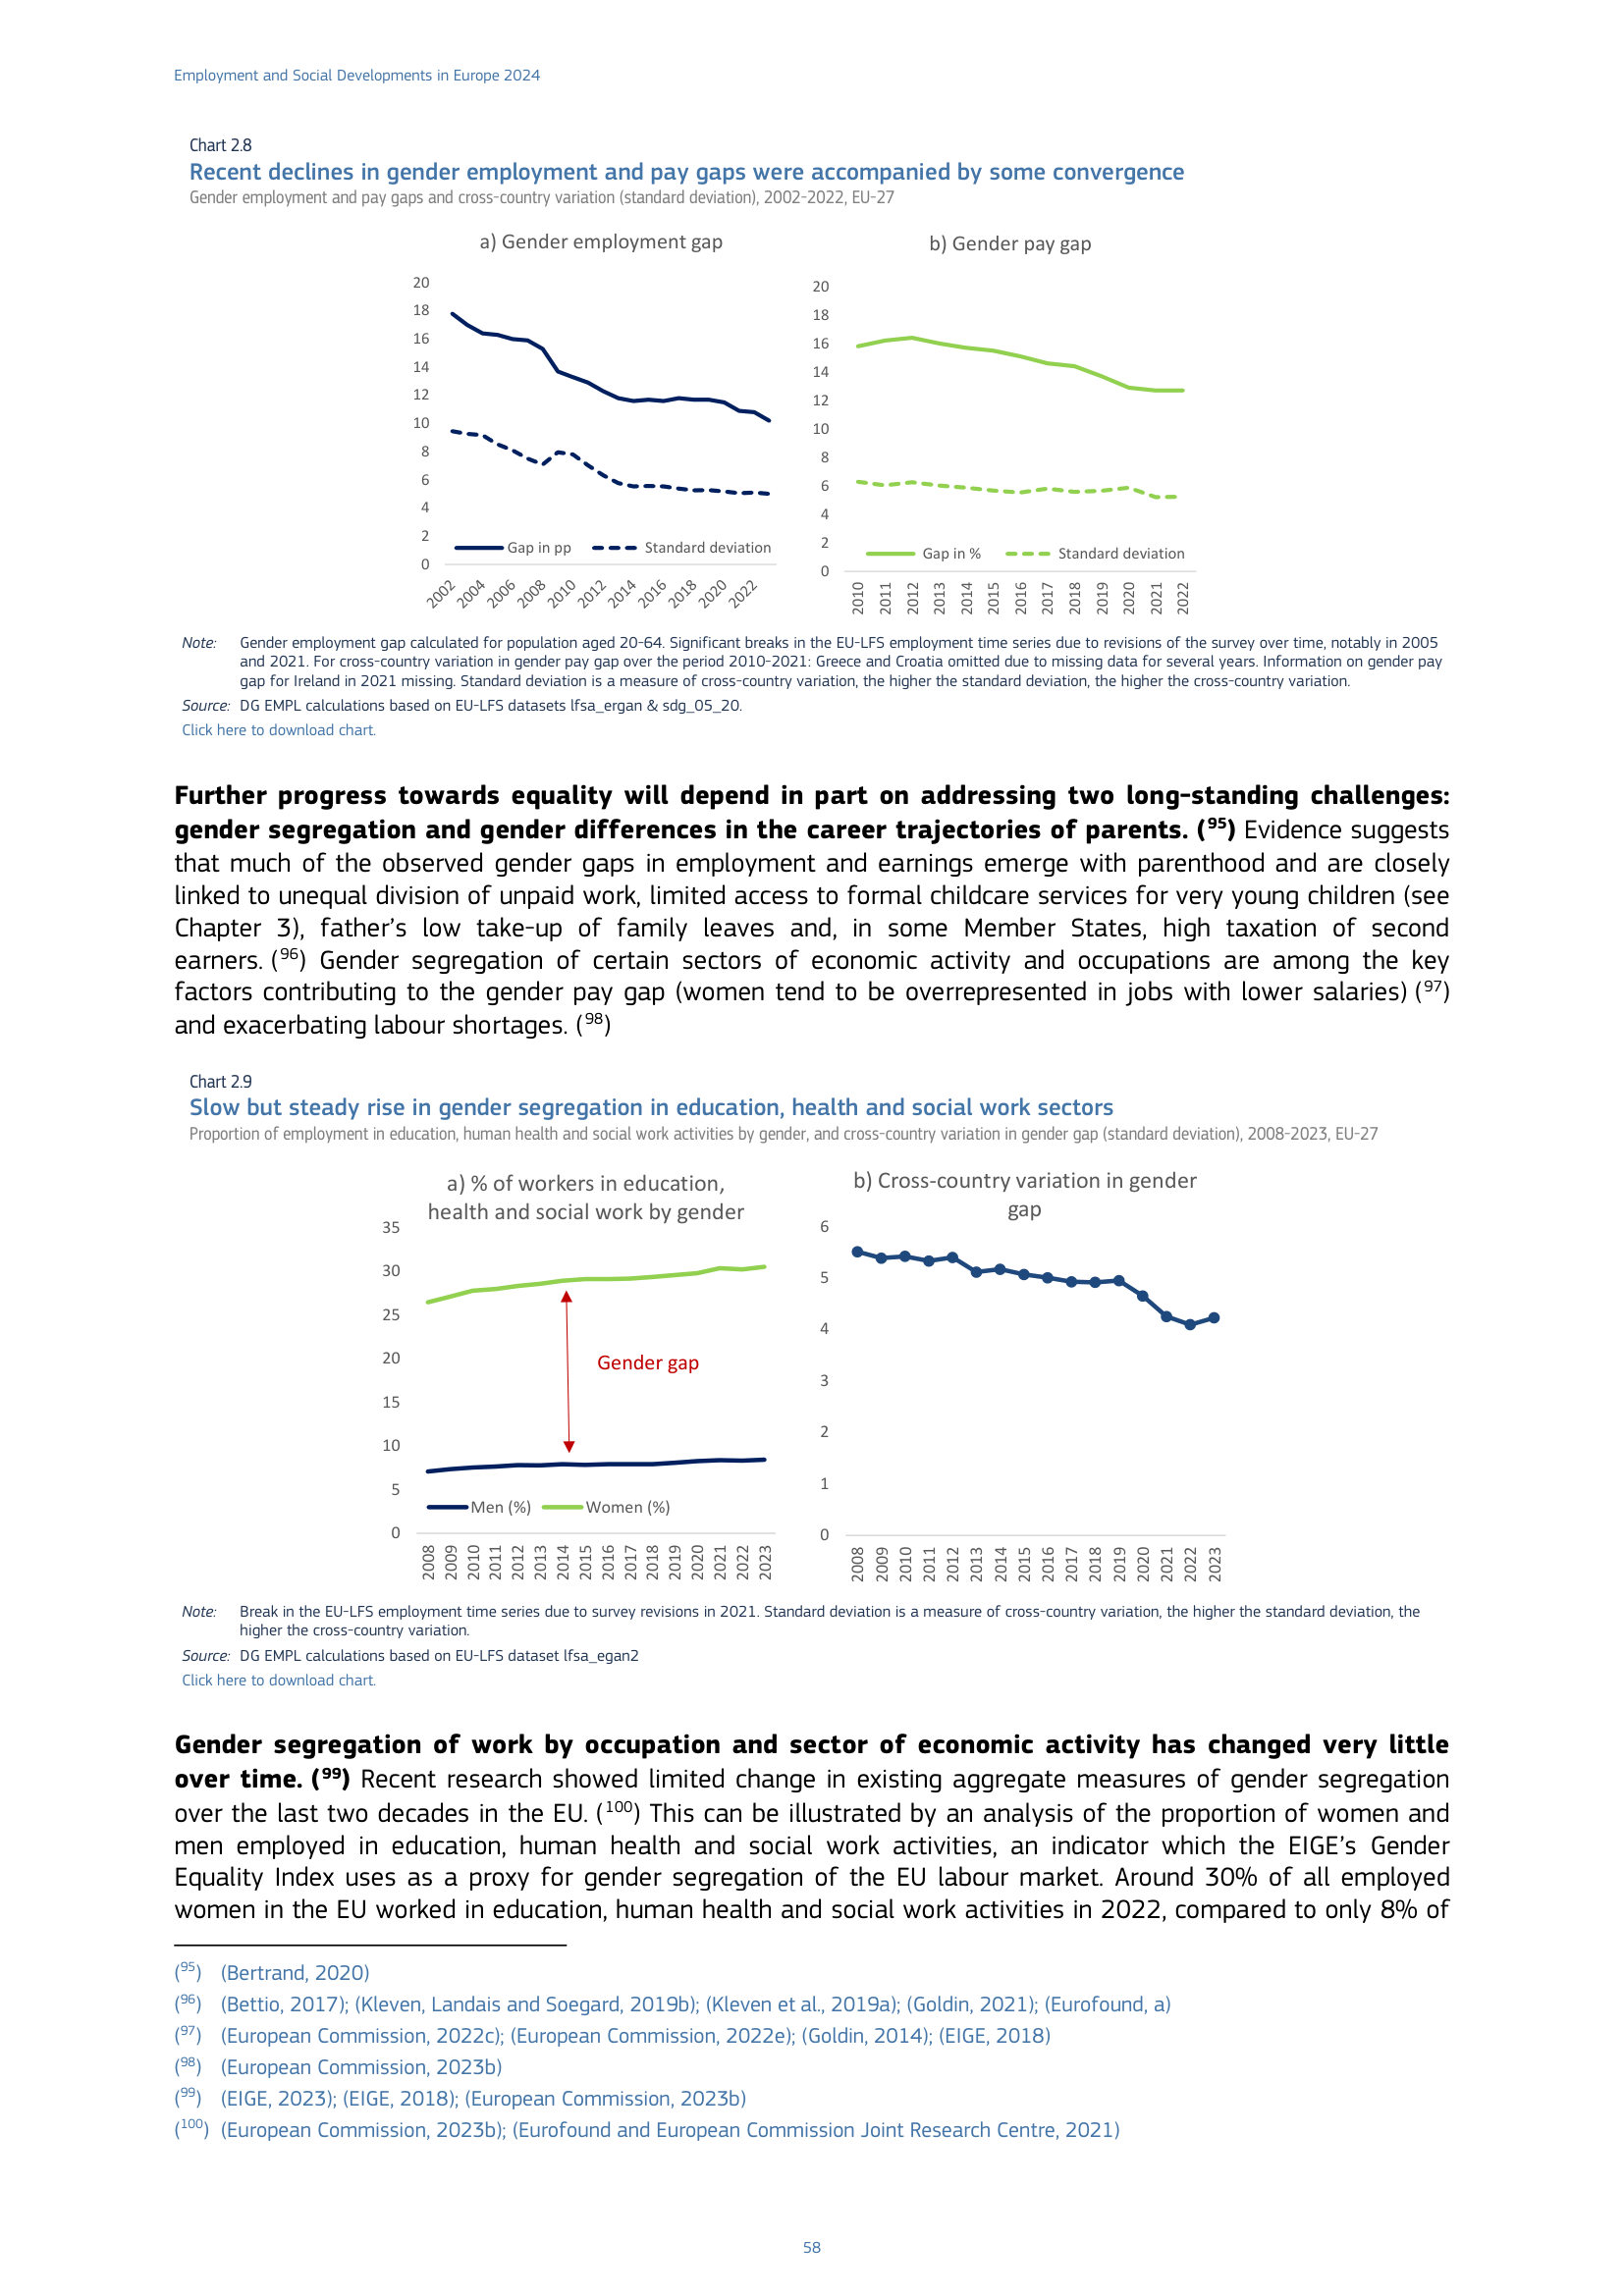 Employment and Social Developments in Europe 2024
Chart 2.8
Recent declines in gender employment and pay gaps were accompanied by some convergence
Gender employment and pay gaps and cross-country variation (standard deviation), 2002-2022, EU-27
a) Gender employment gap
20
18
16
14
12
10
8
6
4
2
0
Gap in pp
Standard deviation
2002
2004
2006
2008
2010
2012
2014
2016
2018
2020
2022
b) Gender pay gap
20
18
16
14
12
10
8
6
4
2
0
Gap in %
Standard deviation
2010
2011
2012
2013
2014
2015
2016
2017
2018
2019
2020
2021
2022
Note: Gender employment gap calculated for population aged 20-64. Significant breaks in the EU-LFS employment time series due to revisions of the survey over time, notably in 2005
and 2021. For cross-country variation in gender pay gap over the period 2010-2021: Greece and Croatia omitted due to missing data for several years. Information on gender pay
gap for Ireland in 2021 missing. Standard deviation is a measure of cross-country variation, the higher the standard deviation, the higher the cross-country variation.
Source: DG EMPL calculations based on EU-LFS datasets lfsa_ergan & sdg_05_20.
Click here to download chart.
Further progress towards equality will depend in part on addressing two long-standing challenges:
gender segregation and gender differences in the career trajectories of parents. (95) Evidence suggests
that much of the observed gender gaps in employment and earnings emerge with parenthood and are closely
linked to unequal division of unpaid work, limited access to formal childcare services for very young children (see
Chapter 3), father's low take-up of family leaves and, in some Member States, high taxation of second
earners. (96) Gender segregation of certain sectors of economic activity and occupations are among the key
factors contributing to the gender pay gap (women tend to be overrepresented in jobs with lower salaries) (97)
and exacerbating labour shortages. (98)
Chart 2.9
Slow but steady rise in gender segregation in education, health and social work sectors
Proportion of employment in education, human health and social work activities by gender, and cross-country variation in gender gap (standard deviation), 2008-2023, EU-27
a) % of workers in education,
health and social work by gender
35
30
25
20
15
10
5
0
Gender gap
Men (%)
Women (%)
2008
2009
2010
2011
2012
2013
2014
2015
2016
2017
2018
2019
2020
2021
2022
2023
b) Cross-country variation in gender
gap
6
5
4
3
2
1
0
2008
2009
2010
2011
2012
2013
2014
2015
2016
2017
2018
2019
2020
2021
2022
2023
Note: Break in the EU-LFS employment time series due to survey revisions in 2021. Standard deviation is a measure of cross-country variation, the higher the standard deviation, the
higher the cross-country variation.
Source: DG EMPL calculations based on EU-LFS dataset lfsa_egan2
Click here to download chart.
Gender segregation of work by occupation and sector of economic activity has changed very little
over time. (99) Recent research showed limited change in existing aggregate measures of gender segregation
over the last two decades in the EU. (100) This can be illustrated by an analysis of the proportion of women and
men employed in education, human health and social work activities, an indicator which the EIGE's Gender
Equality Index uses as a proxy for gender segregation of the EU labour market. Around 30% of all employed
women in the EU worked in education, human health and social work activities in 2022, compared to only 8% of
(95) (Bertrand, 2020)
(96) (Bettio, 2017); (Kleven, Landais and Soegard, 2019b); (Kleven et al., 2019a); (Goldin, 2021); (Eurofound, a)
(97) (European Commission, 2022c); (European Commission, 2022e); (Goldin, 2014); (EIGE, 2018)
(98) (European Commission, 2023b)
(99) (EIGE, 2023); (EIGE, 2018); (European Commission, 2023b)
(100) (European Commission, 2023b); (Eurofound and European Commission Joint Research Centre, 2021)
58